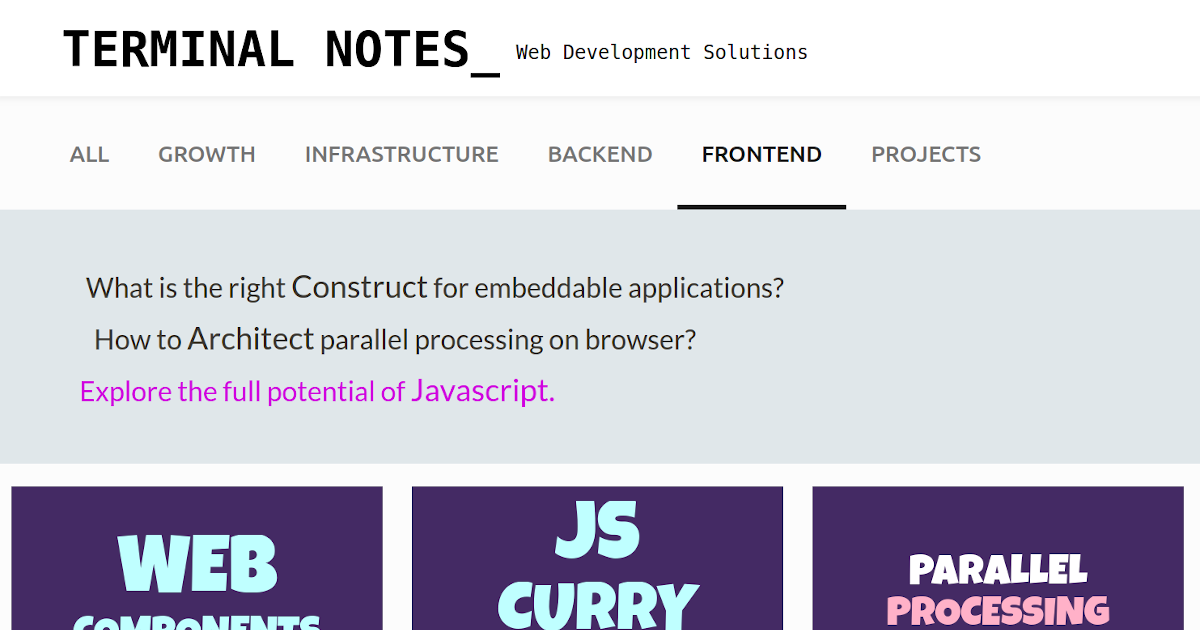 TERMINAL NOTES_ Web Development Solutions
ALL GROWTH INFRASTRUCTURE BACKEND FRONTEND PROJECTS
What is the right Construct for embeddable applications?
How to Architect parallel processing on browser?
Explore the full potential of Javascript.
WEB
COMPONENTS
JS
CURRY
PARALLEL
PROCESSING